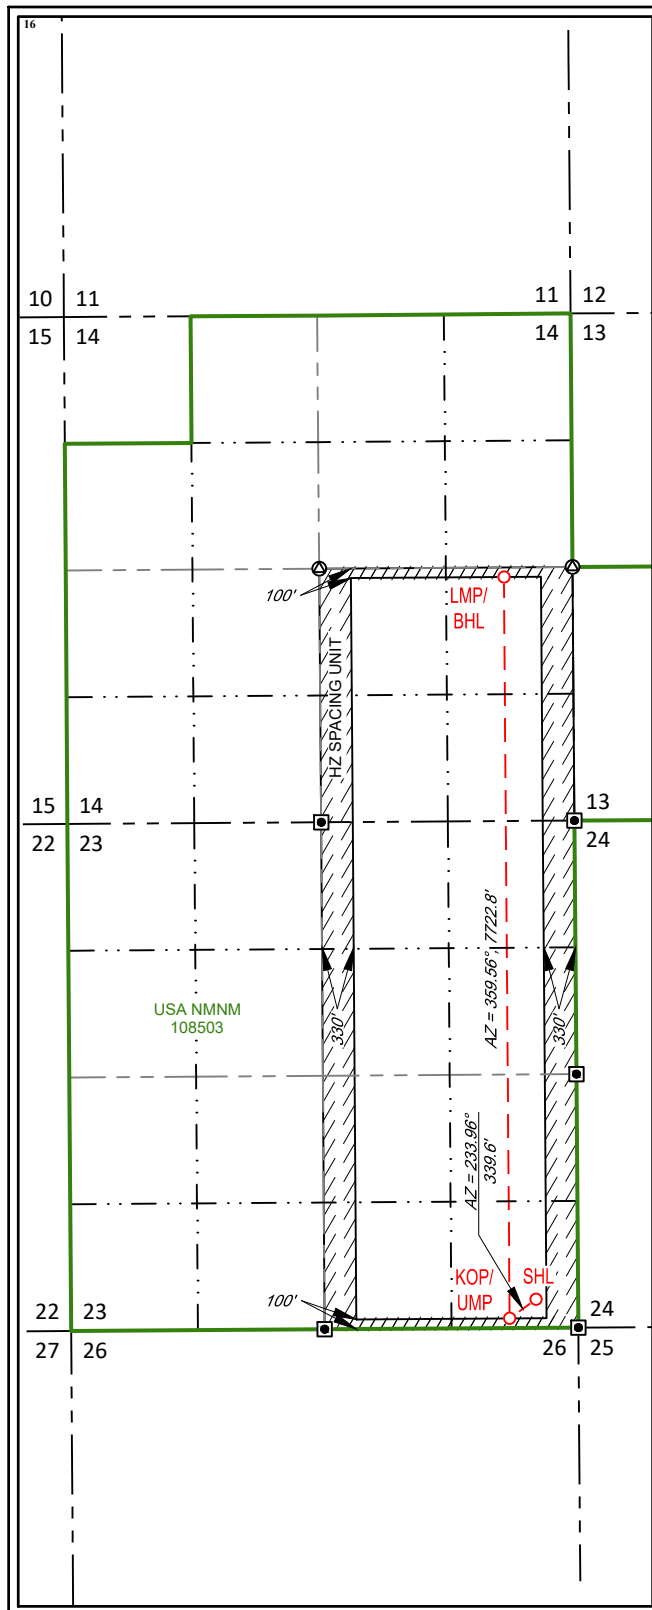 16
10 11
11 12
15 14
14 13
100'
LMP/
BHL
HZ SPACING UNIT
15 14
13
22 23
24
AZ = 359.56°, 7722.8'
USA NMNM
108503
330'
330'
AZ = 233.96°
339.6'
KOP/
UMP
SHL
100'
22 23
24
27 26
26 25